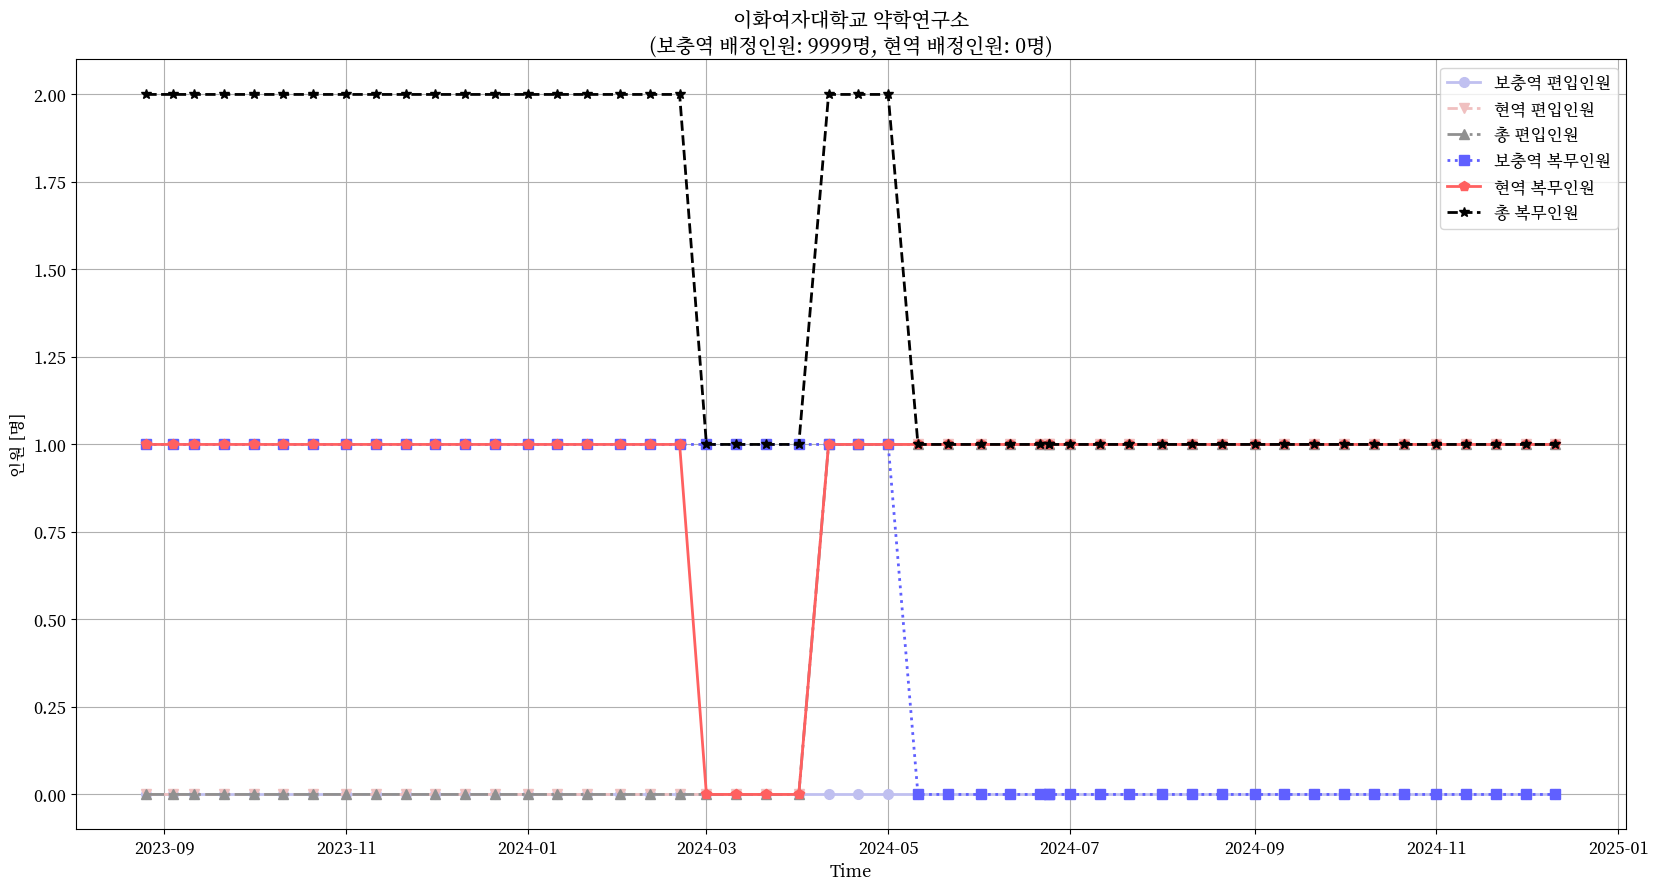 이화여자대학교 약학연구소
(보충역 배정인원: 9999명, 현역 배정인원: 0명)
보충역 편입인원
현역 편입인원
총 편입인원
보충역 복무인원
현역 복무인원
총 복무인원
인원 [명]
2.00
1.75
1.50
1.25
1.00
0.75
0.50
0.25
0.00
2023-09
2023-11
2024-01
2024-03
2024-05
2024-07
2024-09
2024-11
2025-01
Time